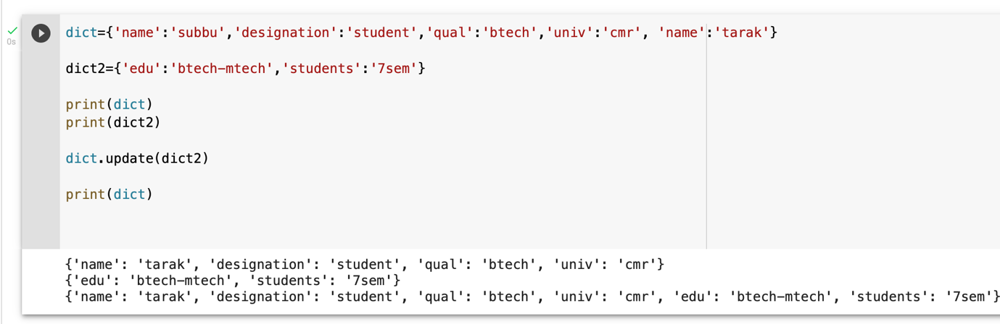 0s
dict={'name':'subbu','designation':'student','qual':'btech','univ':'cmr', 'name':'tarak'}
dict2={'edu':'btech-mtech','students':'7sem'}
print(dict)
print(dict2)
dict.update(dict2)
print(dict)
{'name': 'tarak', 'designation': 'student', 'qual': 'btech', 'univ': 'cmr'}
{'edu': 'btech-mtech', 'students': '7sem'}
{'name': 'tarak', 'designation': 'student', 'qual': 'btech', 'univ': 'cmr', 'edu': 'btech-mtech', 'students': '7sem'}